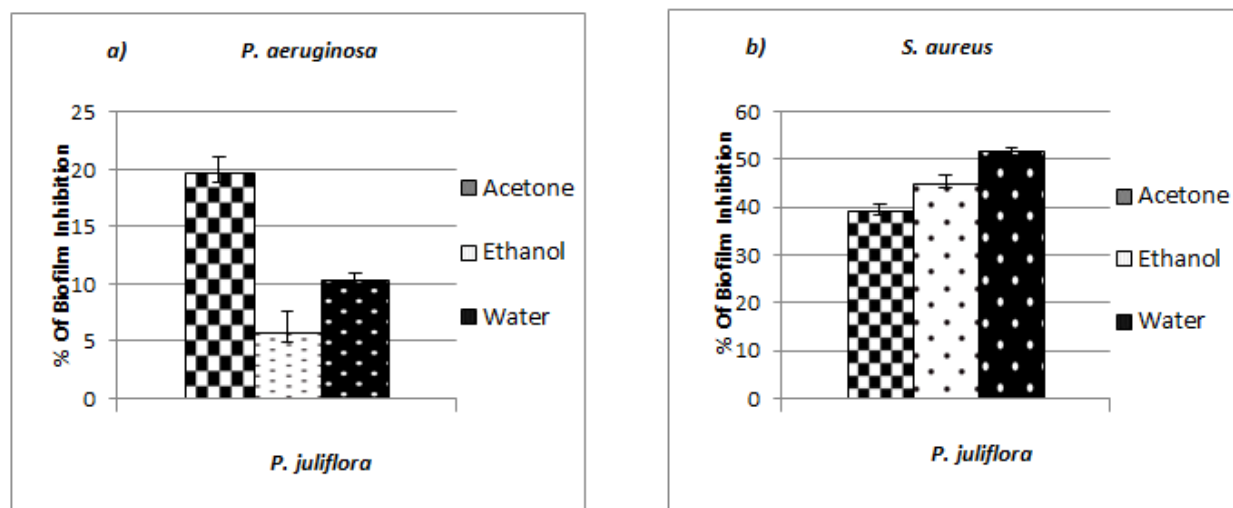 a) P. aeruginosa
% Of Biofilm Inhibition
25
20
15
10
5
0
Acetone
Ethanol
Water
P. juliflora
b) S. aureus
% Of Biofilm Inhibition
60
50
40
30
20
10
0
Acetone
Ethanol
Water
P. juliflora